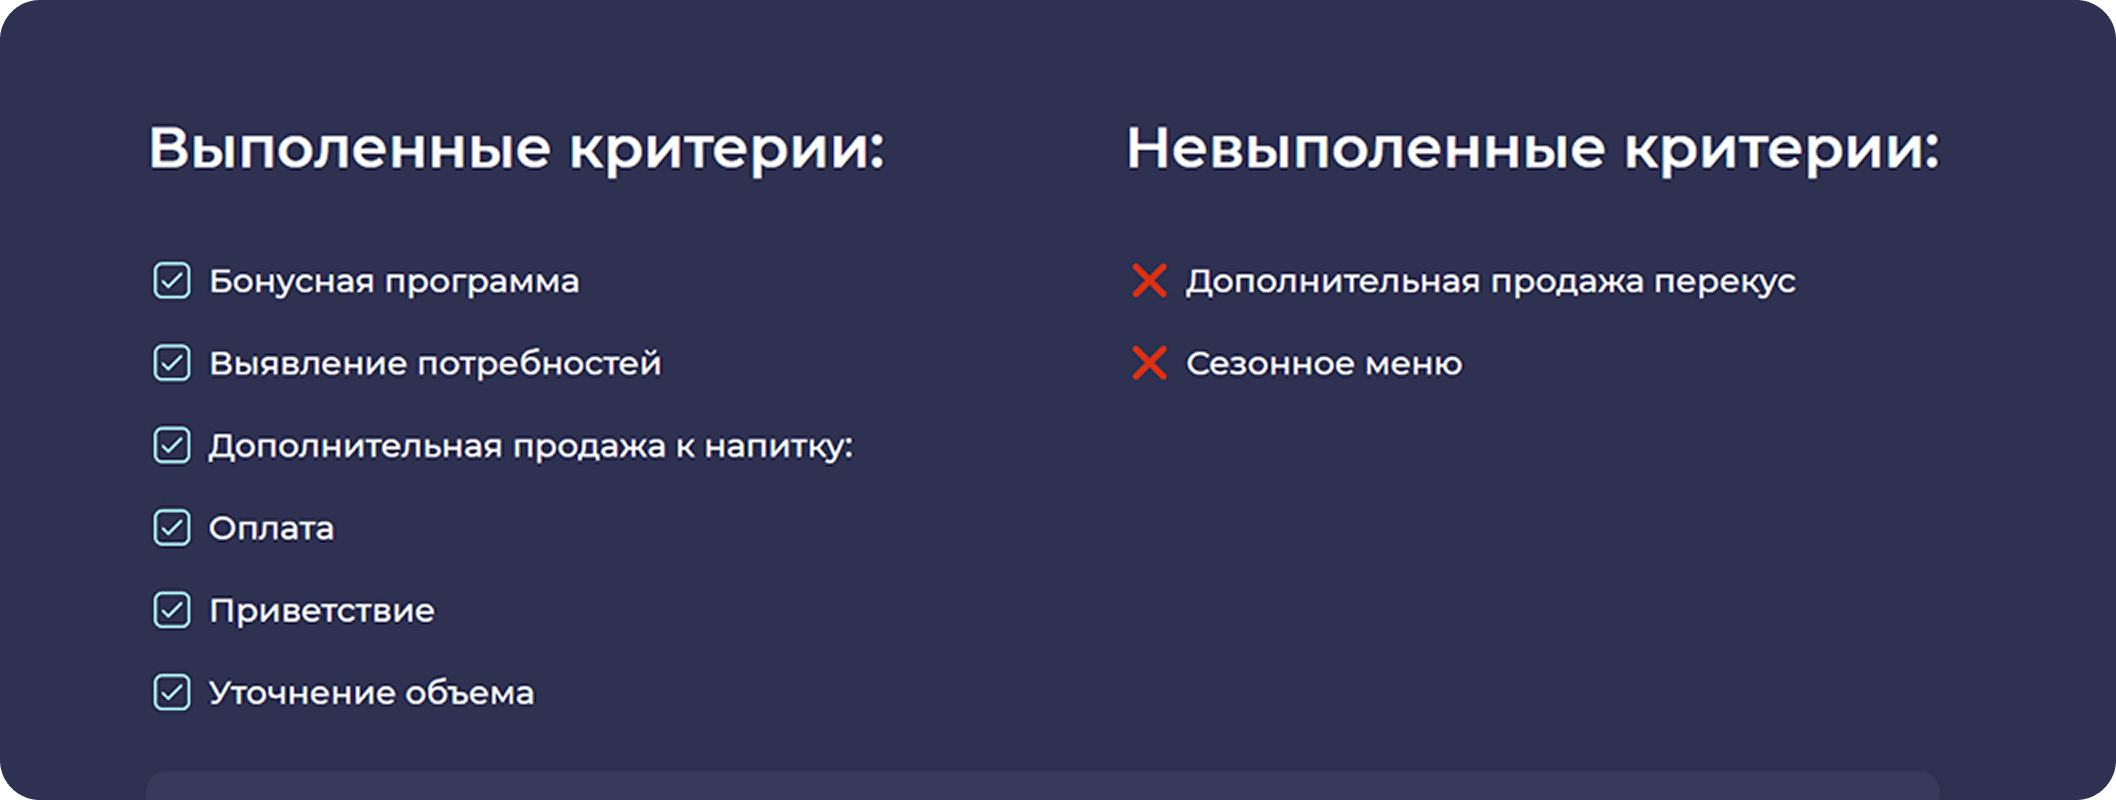 Выполенные критерии:
Бонусная программа
Выявление потребностей
Дополнительная продажа к напитку:
Оплата
Приветствие
Уточнение объема
Невыполенные критерии:
Дополнительная продажа перекус
Сезонное меню